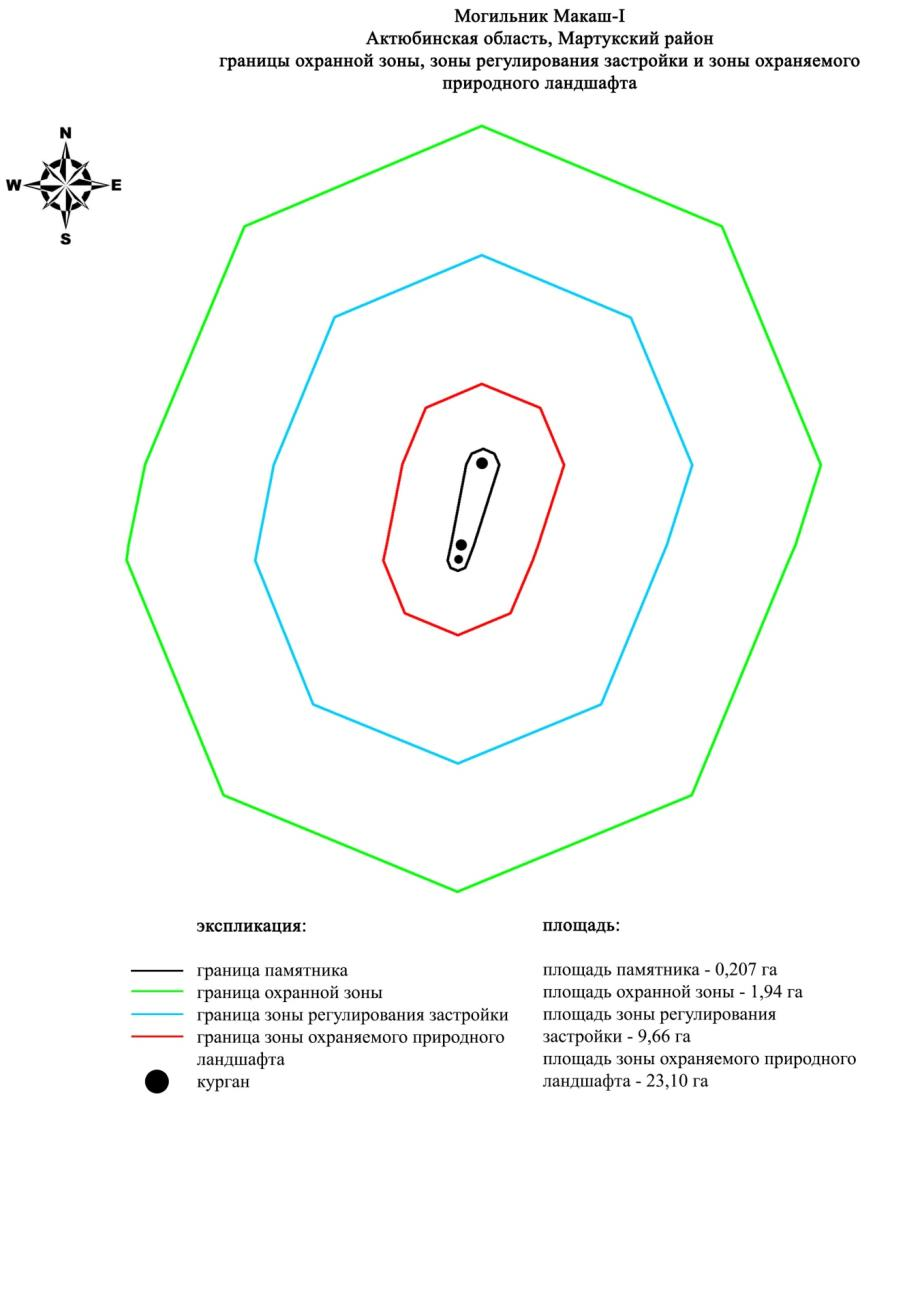 Могильник Макаш-I
Актюбинская область, Мартукский район
границы охранной зоны, зоны регулирования застройки и зоны охраняемого
природного ландшафта
N
W E
S
экспликация:
граница памятника
граница охранной зоны
граница зоны регулирования застройки
граница зоны охраняемого природного
ландшафта
курган
площадь:
площадь памятника - 0,207 га
площадь охранной зоны - 1,94 га
площадь зоны регулирования
застройки - 9,66 га
площадь зоны охраняемого природного
ландшафта - 23,10 га